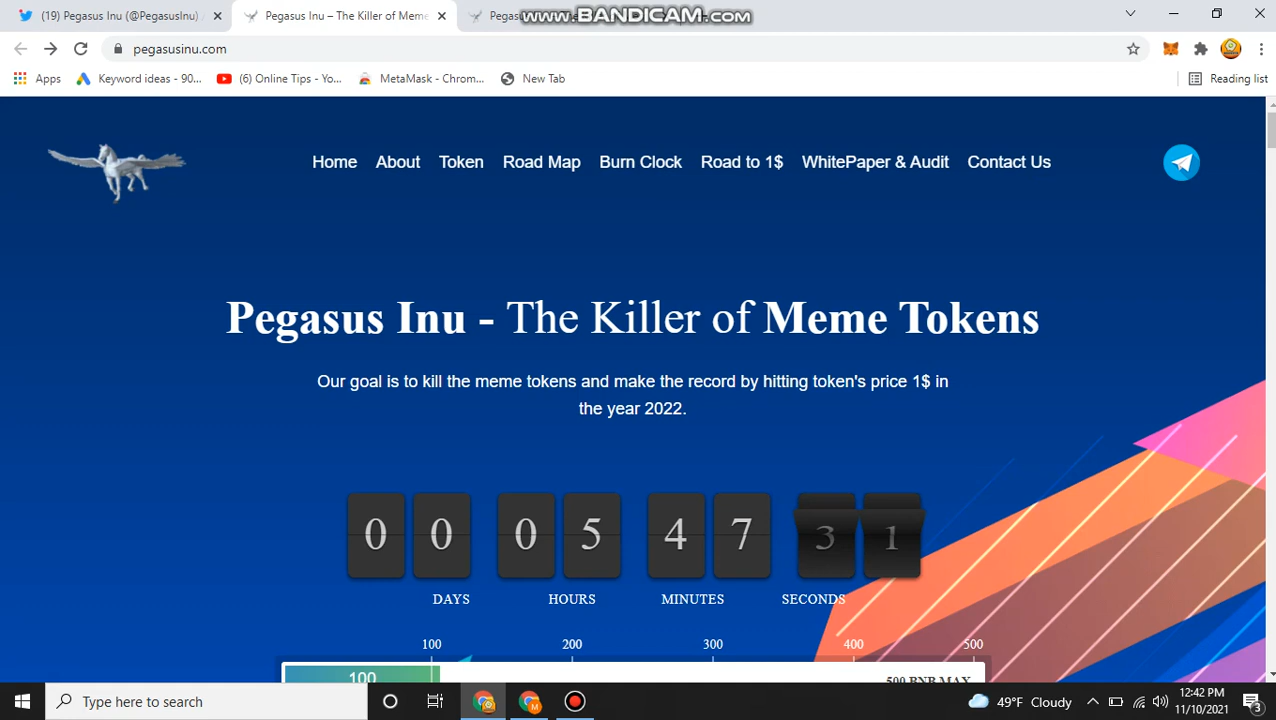 (19) Pegasus Inu (@PegasusInu)
Pegasus Inu – The Killer of Meme
Pegas
www.BANDICAM.com
pegasusinu.com
Apps
Keyword ideas - 90...
(6) Online Tips - Yo...
MetaMask - Chrom...
New Tab
Reading list
Home
About
Token
Road Map
Burn Clock
Road to 1$
WhitePaper & Audit
Contact Us
Pegasus Inu - The Killer of Meme Tokens
Our goal is to kill the meme tokens and make the record by hitting token's price 1$ in
the year 2022.
0 0 0 5 4 7 3 1
DAYS HOURS MINUTES SECONDS
100 200 300 400 500
100
500 BNB MAX
Type here to search
49°F Cloudy
12:42 PM
11/10/2021
3